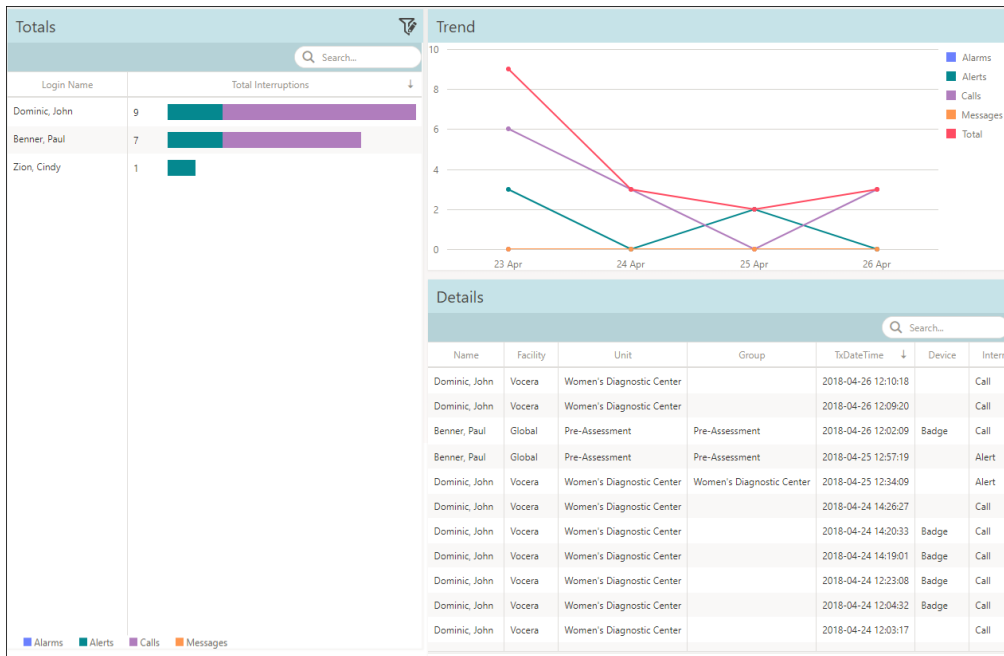 Totals
Search...
Login Name Total Interruptions ↓
Dominic, John 9
Benner, Paul 7
Zion, Cindy 1
Alarms Alerts Calls Messages
Trend
10
8
6
4
2
0
23 Apr 24 Apr 25 Apr 26 Apr
Alarms
Alerts
Calls
Messages
Total
Details
Search...
Name Facility Unit Group TxDateTime ↓ Device
Dominic, John Vocera Women's Diagnostic Center 2018-04-26 12:10:18 Call
Dominic, John Vocera Women's Diagnostic Center 2018-04-26 12:09:20 Call
Benner, Paul Global Pre-Assessment Pre-Assessment 2018-04-26 12:02:09 Badge Call
Benner, Paul Global Pre-Assessment Pre-Assessment 2018-04-25 12:57:19 Alert
Dominic, John Vocera Women's Diagnostic Center Women's Diagnostic Center 2018-04-25 12:34:09 Alert
Dominic, John Vocera Women's Diagnostic Center 2018-04-24 14:26:27 Call
Dominic, John Vocera Women's Diagnostic Center 2018-04-24 14:20:33 Badge Call
Dominic, John Vocera Women's Diagnostic Center 2018-04-24 14:19:01 Badge Call
Dominic, John Vocera Women's Diagnostic Center 2018-04-24 12:23:08 Badge Call
Dominic, John Vocera Women's Diagnostic Center 2018-04-24 12:04:32 Badge Call
Dominic, John Vocera Women's Diagnostic Center 2018-04-24 12:03:17 Call